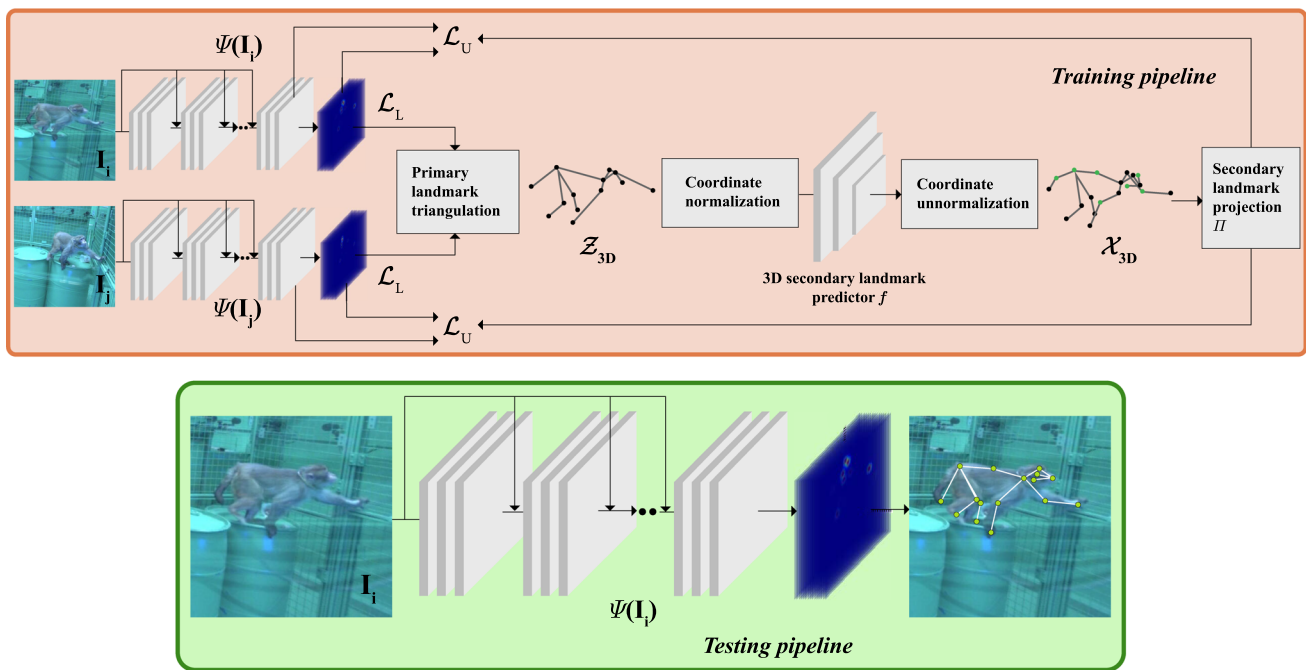 Ψ(I_i)
𝓛_U
Training pipeline
I_i
𝓛_L
Primary
landmark
triangulation
𝒵_3D
Coordinate
normalization
3D secondary landmark
predictor f
Coordinate
unnormalization
𝒳_3D
Secondary
landmark
projection
Π
I_j
Ψ(I_j)
𝓛_L
𝓛_U
I_i
Ψ(I_i)
Testing pipeline